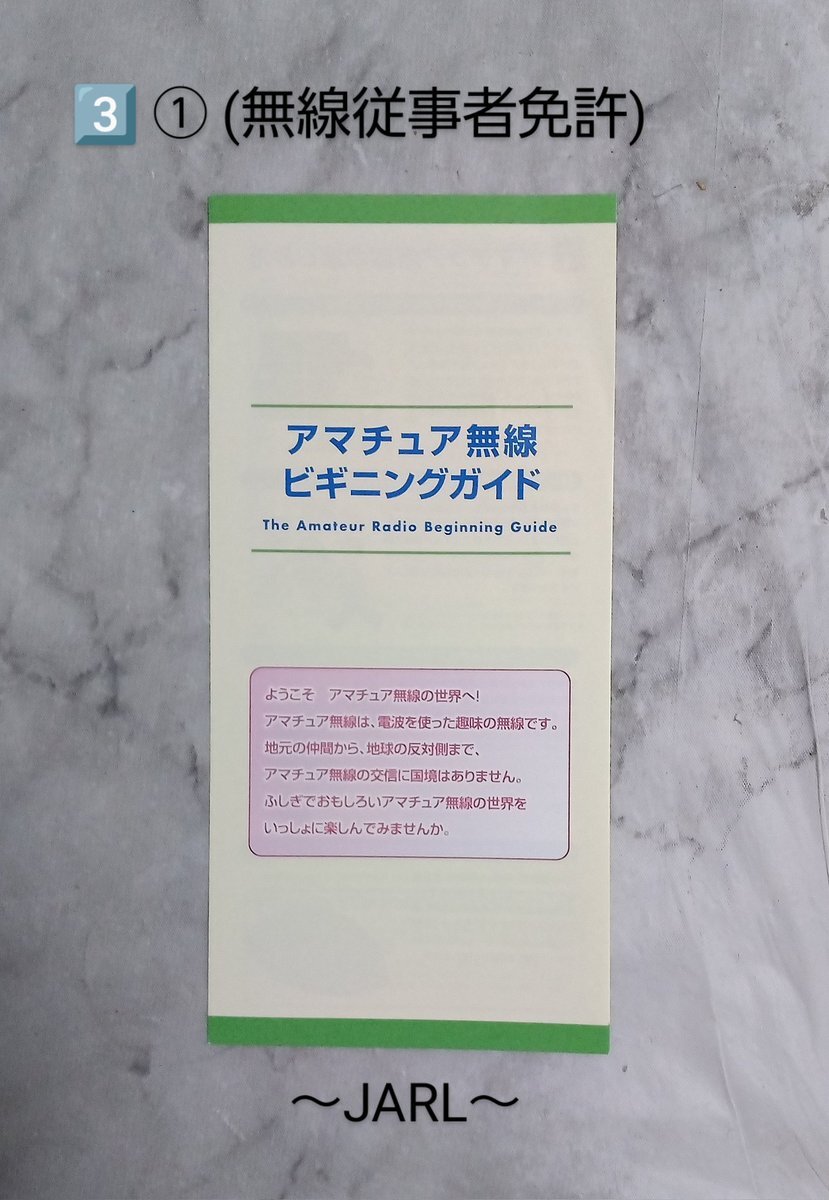 3️⃣ ① (無線従事者免許)
アマチュア無線
ビギニングガイド
The Amateur Radio Beginning Guide
ようこそ　アマチュア無線の世界へ!
アマチュア無線は、電波を使った趣味の無線です。
地元の仲間から、地球の反対側まで、
アマチュア無線の交信に国境はありません。
ふしぎでおもしろいアマチュア無線の世界を
いっしょに楽しんでみませんか。
～JARL～